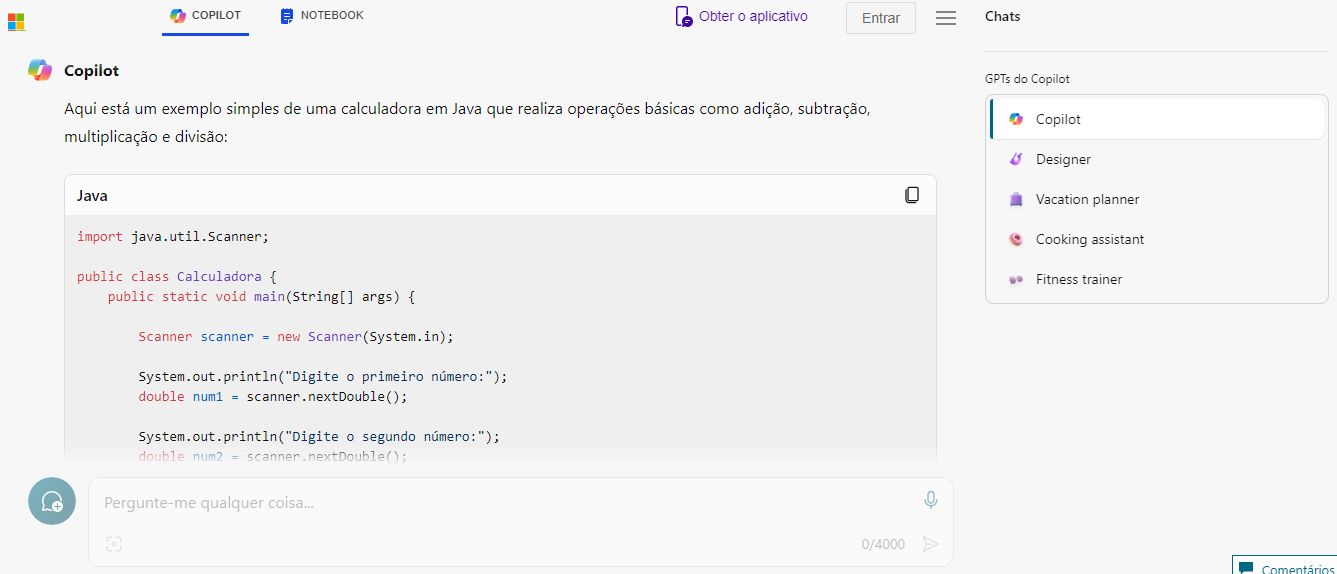 COPILOT
NOTEBOOK
Obter o aplicativo
Entrar
Chats
Copilot
Aqui está um exemplo simples de uma calculadora em Java que realiza operações básicas como adição, subtração,
multiplicação e divisão:
Java
import java.util.Scanner;
public class Calculadora {
public static void main(String[] args) {
Scanner scanner = new Scanner(System.in);
System.out.println("Digite o primeiro número:");
double num1 = scanner.nextDouble();
System.out.println("Digite o segundo número:");
double num2 = scanner.nextDouble();
Pergunte-me qualquer coisa...
0/4000
GPTs do Copilot
Copilot
Designer
Vacation planner
Cooking assistant
Fitness trainer
Comentários